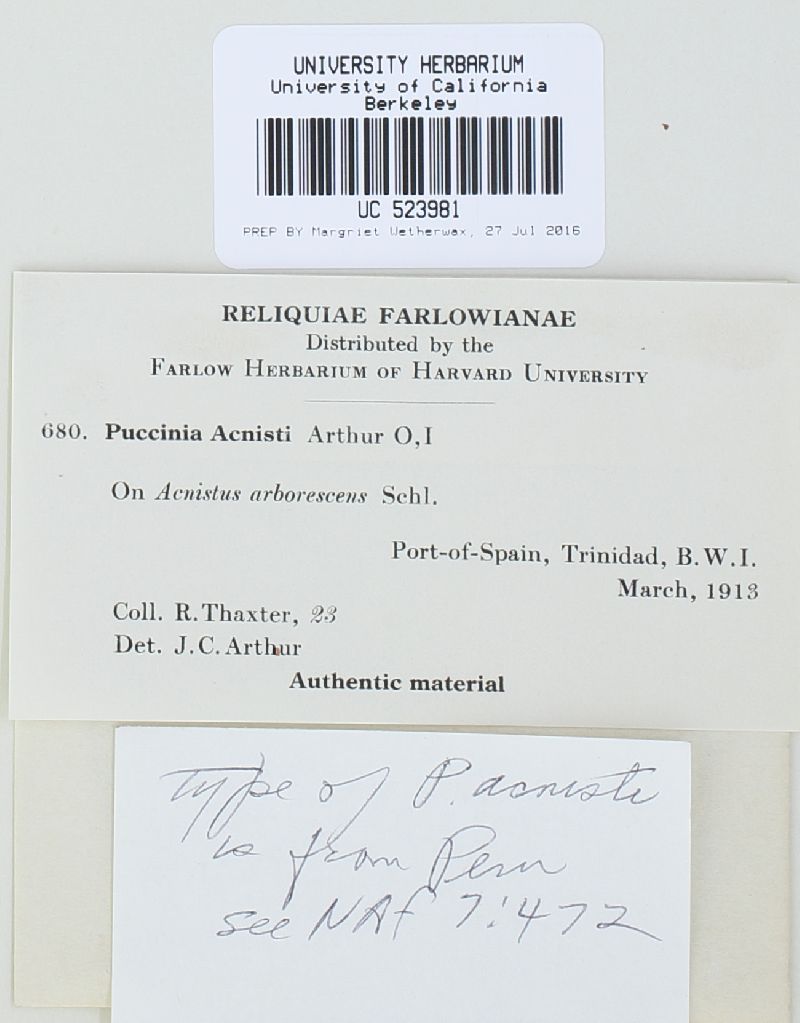 UNIVERSITY HERBARIUM
University of California
Berkeley
UC 523981
PREP BY Margriet Wetherwax, 27 Jul 2016
RELIQUIAE FARLOWIANAE
Distributed by the
FARLOW HERBARIUM OF HARVARD UNIVERSITY
680. Puccinia Acnisti Arthur O,I
On Acnistus arborescens Schl.
Port-of-Spain, Trinidad, B.W.I.
March, 1913
Coll. R.Thaxter, 23
Det. J.C.Arthur
Authentic material
type of P. acnisti
is from Peru
see NAF 7:472